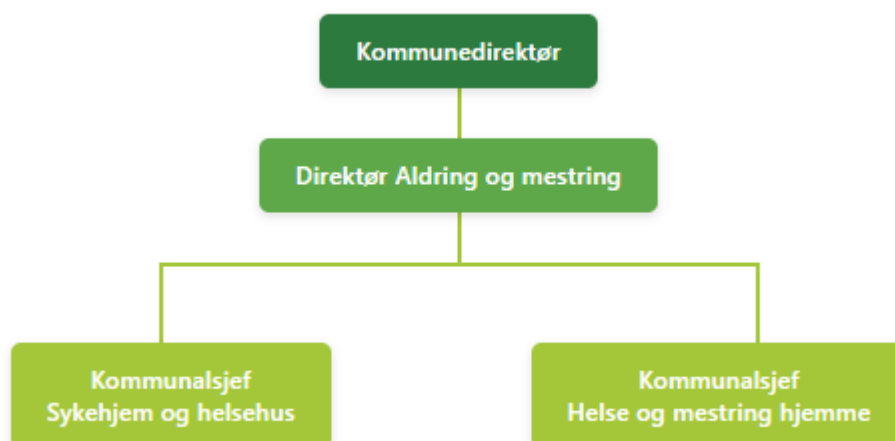 Kommunedirektør
Direktør Aldring og mestring
Kommunalsjef
Sykehjem og helsehus
Kommunalsjef
Helse og mestring hjemme